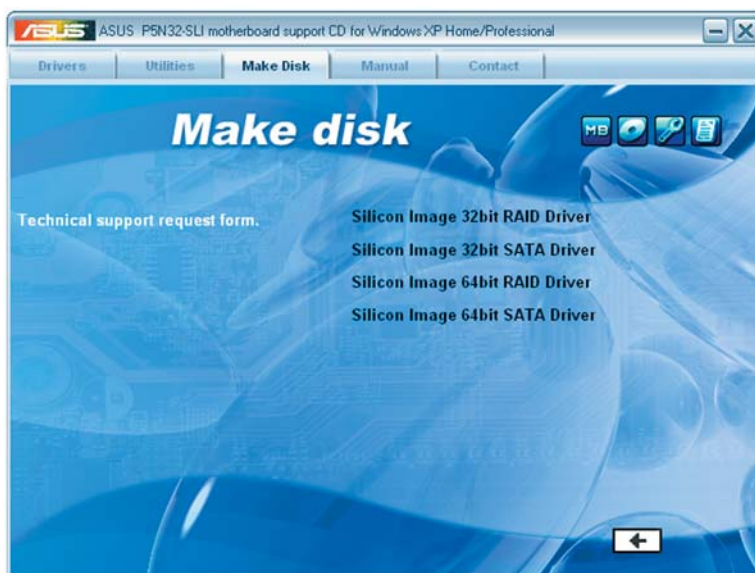 ASUS ASUS P5N32-SLI motherboard support CD for Windows XP Home/Professional
Drivers Utilities Make Disk Manual Contact
Make disk
MB
Technical support request form.
Silicon Image 32bit RAID Driver
Silicon Image 32bit SATA Driver
Silicon Image 64bit RAID Driver
Silicon Image 64bit SATA Driver